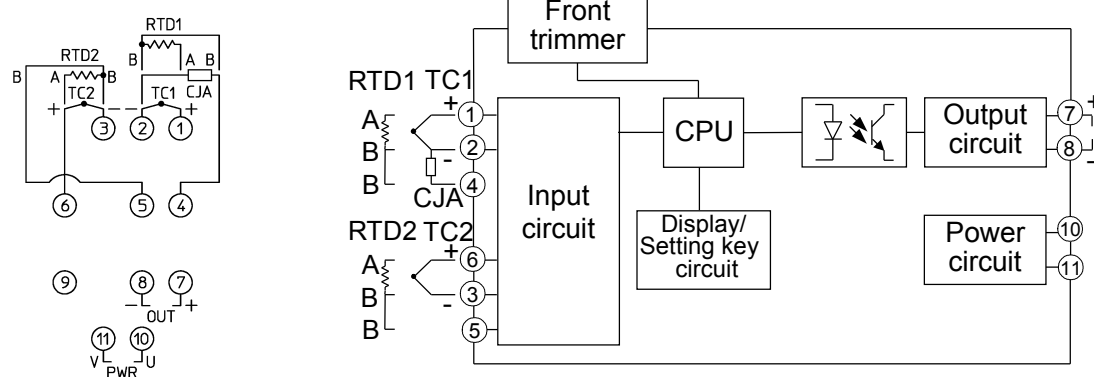 RTD1
B
A B
RTD2
B
A
B
CJA
+
TC2
TC1
+
3
2
1
6
5
4
9
8
7
-
OUT
+
11
10
V
PWR
U
Front
trimmer
RTD1 TC1
+
A
1
B
2
-
B
4
CJA
RTD2 TC2
+
A
6
B
3
-
B
5
Input
circuit
CPU
Display/
Setting key
circuit
Output
circuit
7
+
8
-
Power
circuit
10
11